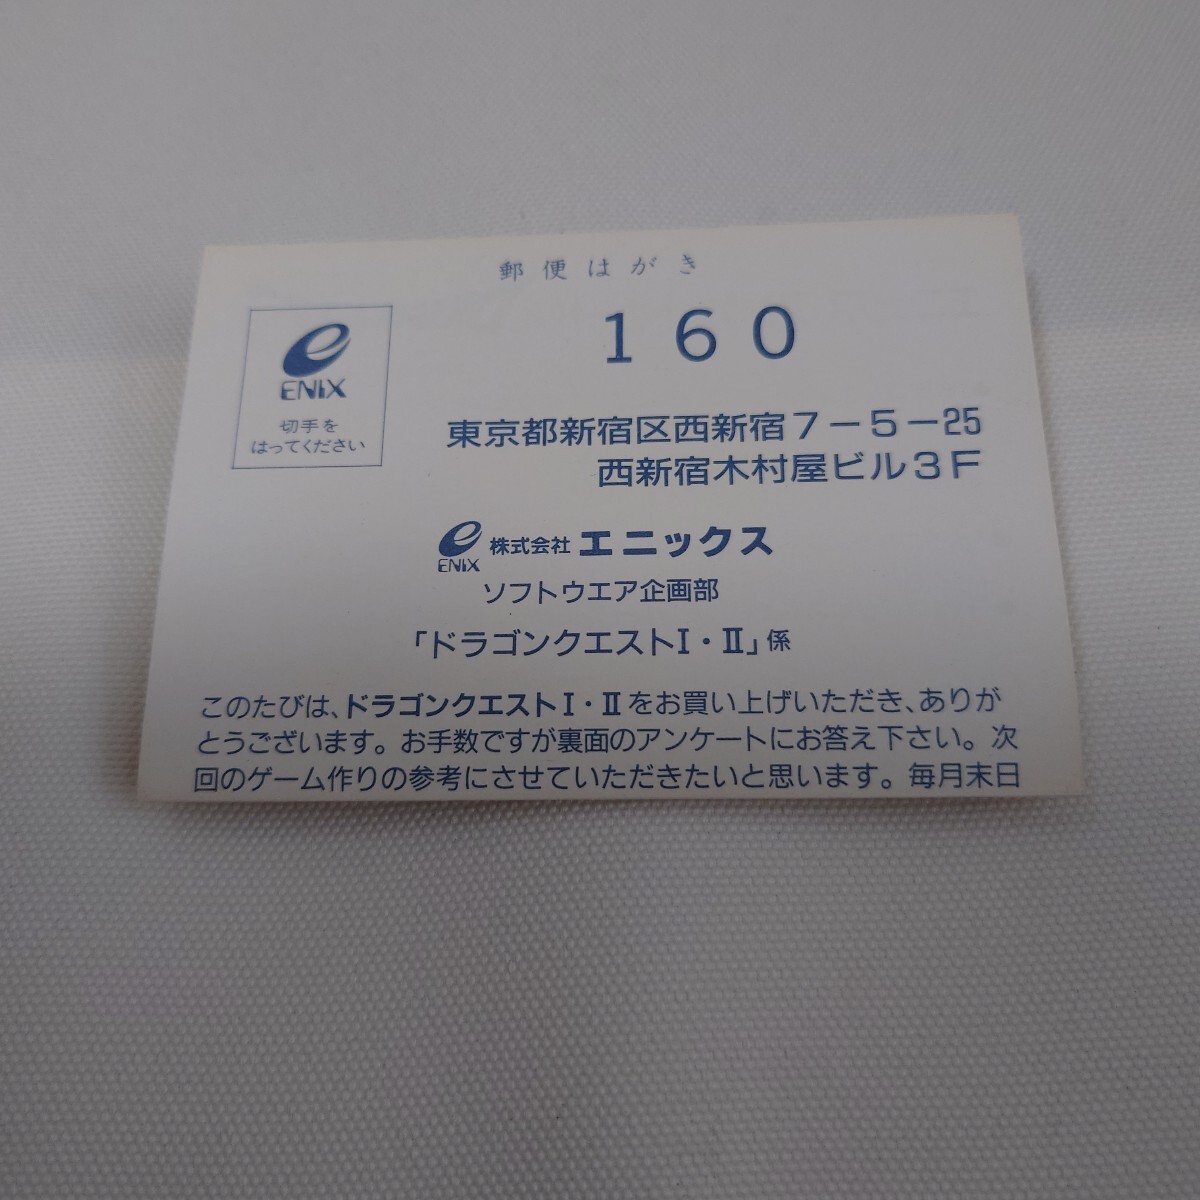 郵便はがき
160
ENIX
切手を
はってください
東京都新宿区西新宿7－5－25
西新宿木村屋ビル3F
ENIX 株式会社 エニックス
ソフトウエア企画部
「ドラゴンクエストI・II」係
このたびは、ドラゴンクエストI・IIをお買い上げいただき、ありが
とうございます。お手数ですが裏面のアンケートにお答え下さい。次
回のゲーム作りの参考にさせていただきたいと思います。毎月末日